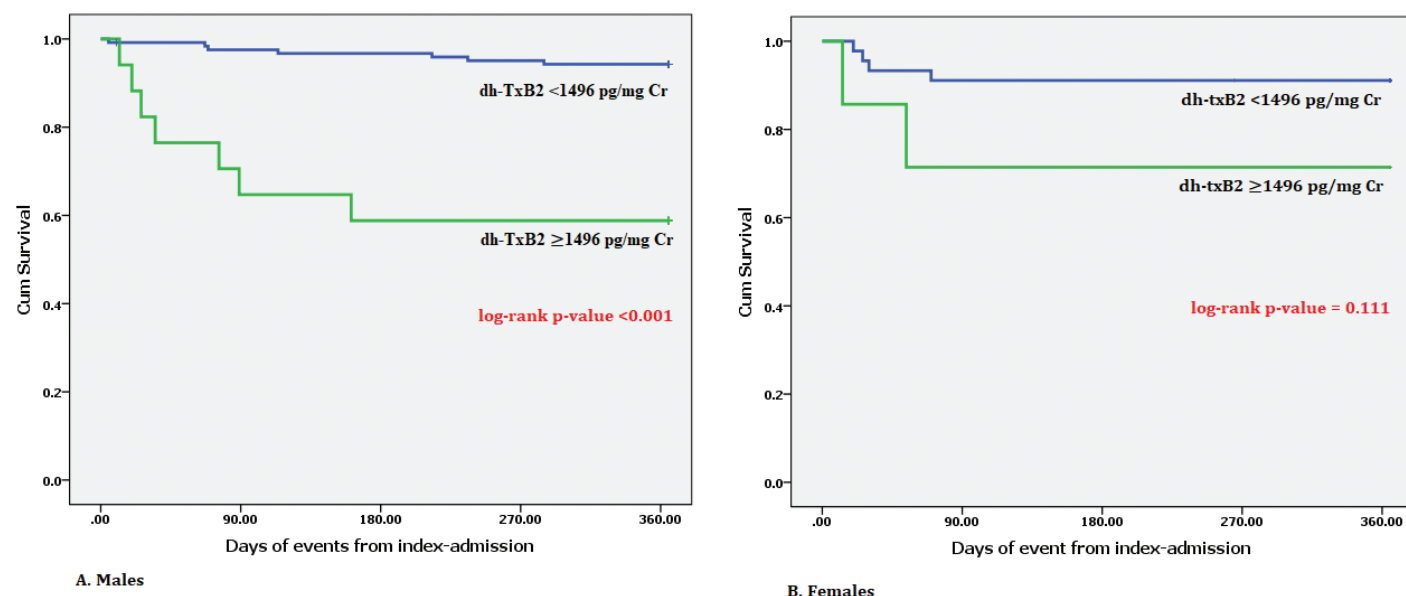 1.0
0.8
0.6
0.4
0.2
0.0
Cum Survival
dh-TxB2 <1496 pg/mg Cr
dh-TxB2 ≥1496 pg/mg Cr
log-rank p-value <0.001
.00 90.00 180.00 270.00 360.00
Days of events from index-admission
A. Males
1.0
0.8
0.6
0.4
0.2
0.0
Cum Survival
dh-txB2 <1496 pg/mg Cr
dh-txB2 ≥1496 pg/mg Cr
log-rank p-value = 0.111
.00 90.00 180.00 270.00 360.00
Days of event from index-admission
B. Females